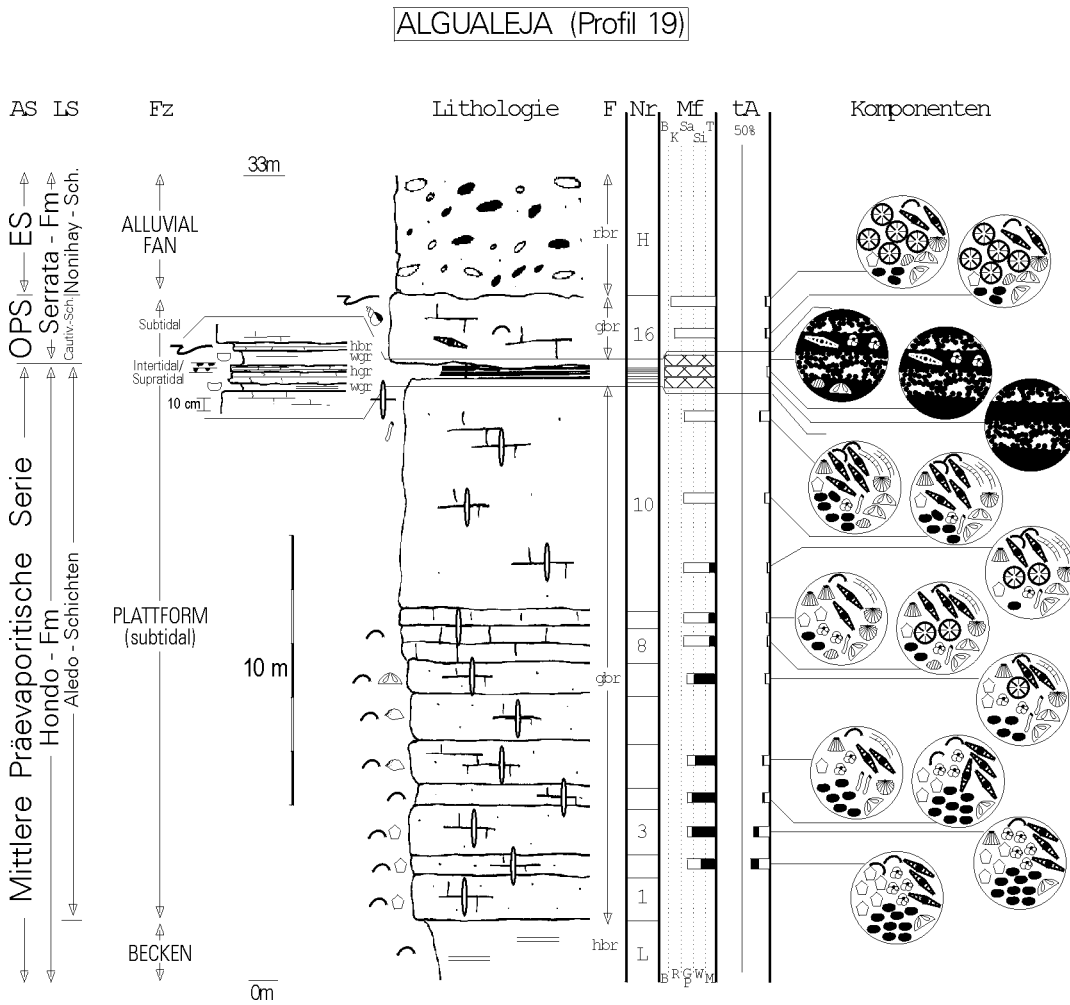 ALGUALEJA (Profil 19)
AS LS Fz Lithologie F Nr Mf tA Komponenten
B K Sa Si T
50%
33m
OPS ES
Serrata - Fm
Cautiv.-Sch. Nonihay - Sch.
ALLUVIAL
FAN
rbr
H
Subtidal
gbr
16
hbr
wgr
Intertidal/
Supratidal
hgr
wgr
10 cm
Mittlere Präevaporitische Serie
Hondo - Fm
Aledo - Schichten
10
PLATTFORM
(subtidal)
10 m
8
gbr
3
1
BECKEN
hbr
L
0m
B R G P W M